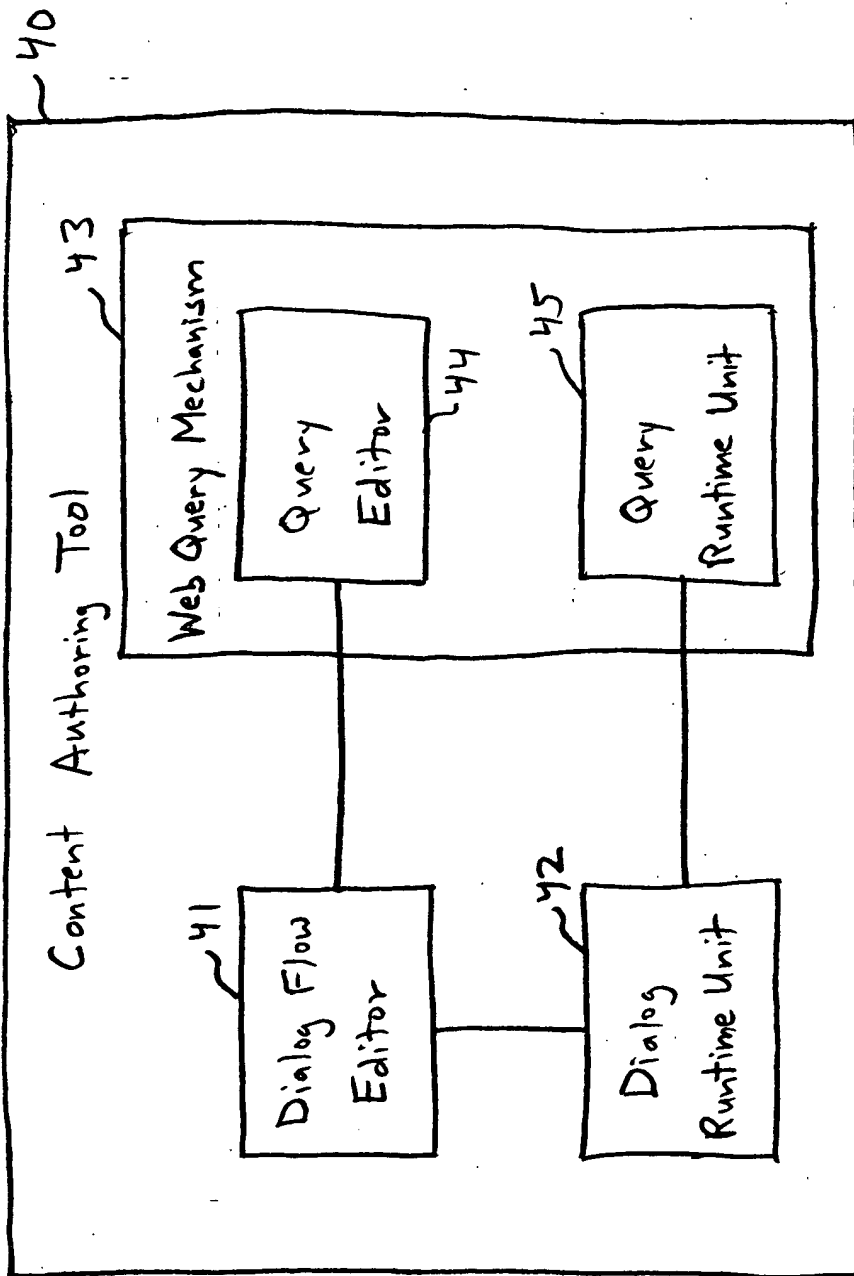 40
Content Authoring Tool
43
Web Query Mechanism
41
Dialog Flow
Editor
Query
Editor
44
42
Dialog
Runtime Unit
45
Query
Runtime Unit